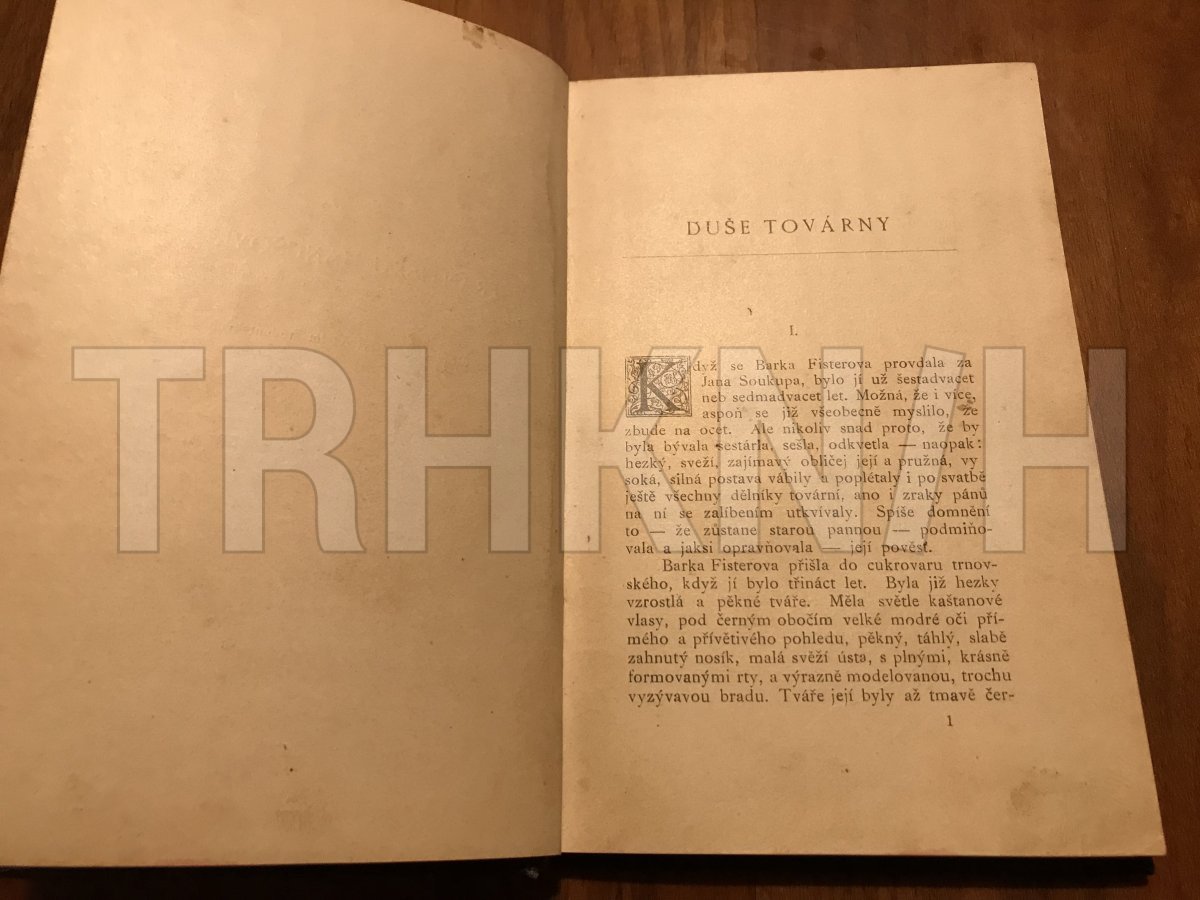 DUŠE TOVÁRNY
I.
Když se Barka Fisterova provdala za
Jana Soukupa, bylo jí už šestadvacet
neb sedmadvacet let. Možná, že i více,
aspoň se již všeobecně myslilo, že
zbude na ocet. Ale nikoliv snad proto, že by
byla bývala sestárla, sešla, odkvetla — naopak:
hezký, svezí, zajímavý obličej její a pružná, vy
soká, silná postava vábily a poplétaly i po svatbě
ještě všechny dělníky tovární, ano i zraky pánů
na ní se zalíbením utkvívaly. Spíše domnění
to — že zůstane starou pannou — podmiňo-
vala a jaksi opravňovala — její pověst.
Barka Fisterova přišla do cukrovaru trnov-
ského, když jí bylo třináct let. Byla již hezky
vzrostlá a pěkné tváře. Měla světle kaštanové
vlasy, pod černým obočím velké modré oči pří-
mého a přívětivého pohledu, pěkný, táhlý, slabě
zahnutý nosík, malá svěží ústa, s plnými, krásně
formovanými rty, a výrazně modelovanou, trochu
vyzývavou bradu. Tváře její byly až tmavě čer-
1
TRHKNIH